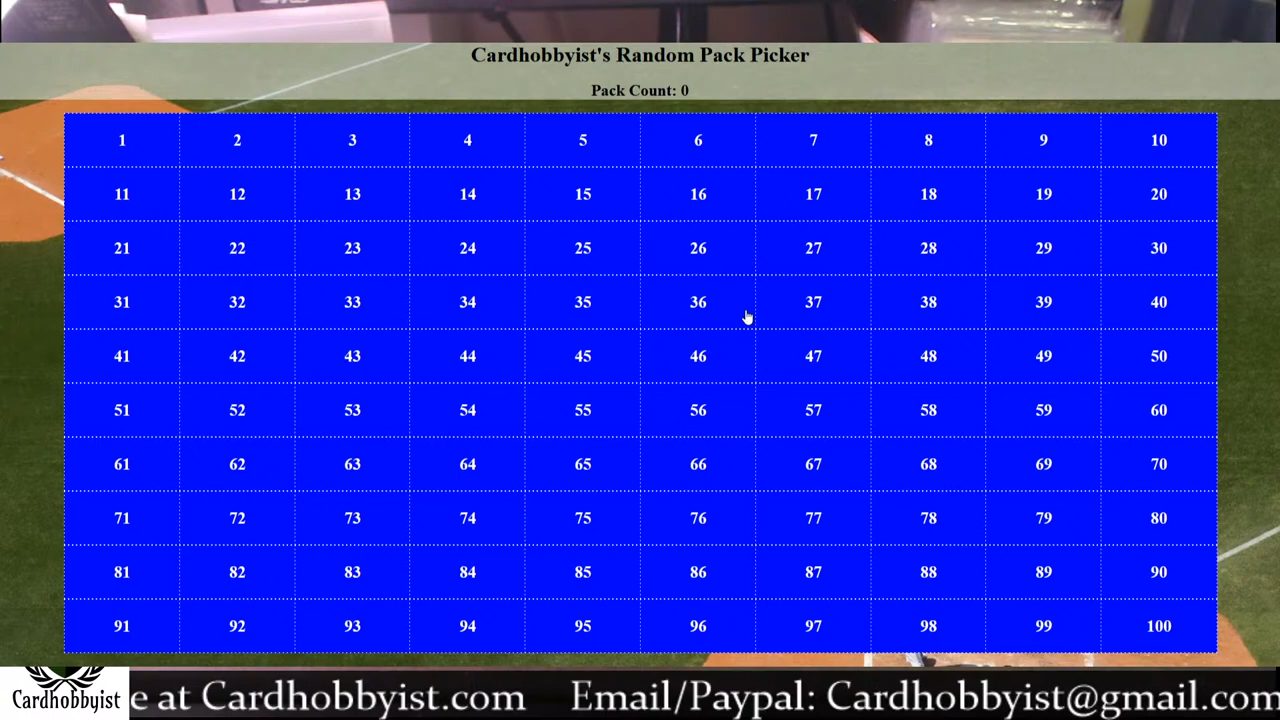 Cardhobbyist's Random Pack Picker
Pack Count: 0
1 2 3 4 5 6 7 8 9 10
11 12 13 14 15 16 17 18 19 20
21 22 23 24 25 26 27 28 29 30
31 32 33 34 35 36 37 38 39 40
41 42 43 44 45 46 47 48 49 50
51 52 53 54 55 56 57 58 59 60
61 62 63 64 65 66 67 68 69 70
71 72 73 74 75 76 77 78 79 80
81 82 83 84 85 86 87 88 89 90
91 92 93 94 95 96 97 98 99 100
Cardhobbyist
e at Cardhobbyist.com Email/Paypal: Cardhobbyist@gmail.com